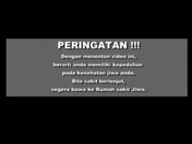 PERINGATAN !!!
Dengan menonton video ini,
berarti anda memiliki kepedulian
pada kesehatan jiwa anda.
Bila sakit berlanjut,
segera bawa ke Rumah sakit Jiwa.